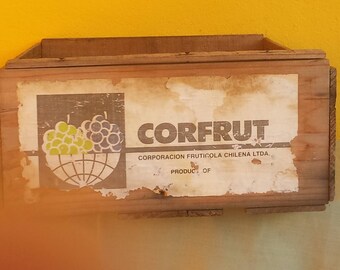 CORFRUT
CORPORACION FRUTICOLA CHILENA LTDA.
PRODUCT OF